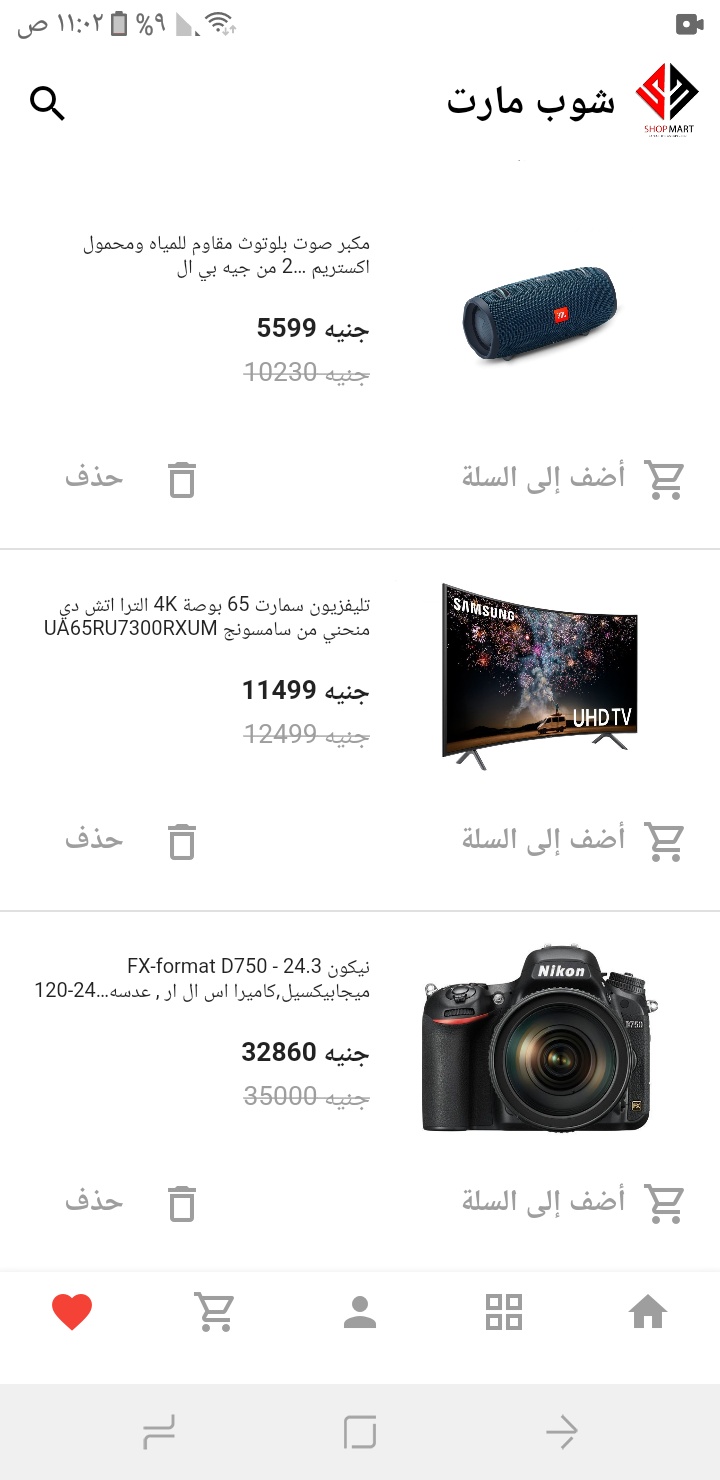 ١١:٠٢ ص
%٩
شوب مارت
SHOP MART
مكبر صوت بلوتوث مقاوم للمياه ومحمول
اكستريم ...2 من جيه بي ال
جنيه 5599
جنيه 10230
أضف إلى السلة
حذف
تليفزيون سمارت 65 بوصة 4K الترا اتش دي
منحني من سامسونج UA65RU7300RXUM
SAMSUNG
UHD TV
جنيه 11499
جنيه 12499
أضف إلى السلة
حذف
نيكون FX-format D750 - 24.3
ميجابيكسيل,كاميرا اس ال ار , عدسه...24-120
Nikon
D750
FX
جنيه 32860
جنيه 35000
أضف إلى السلة
حذف